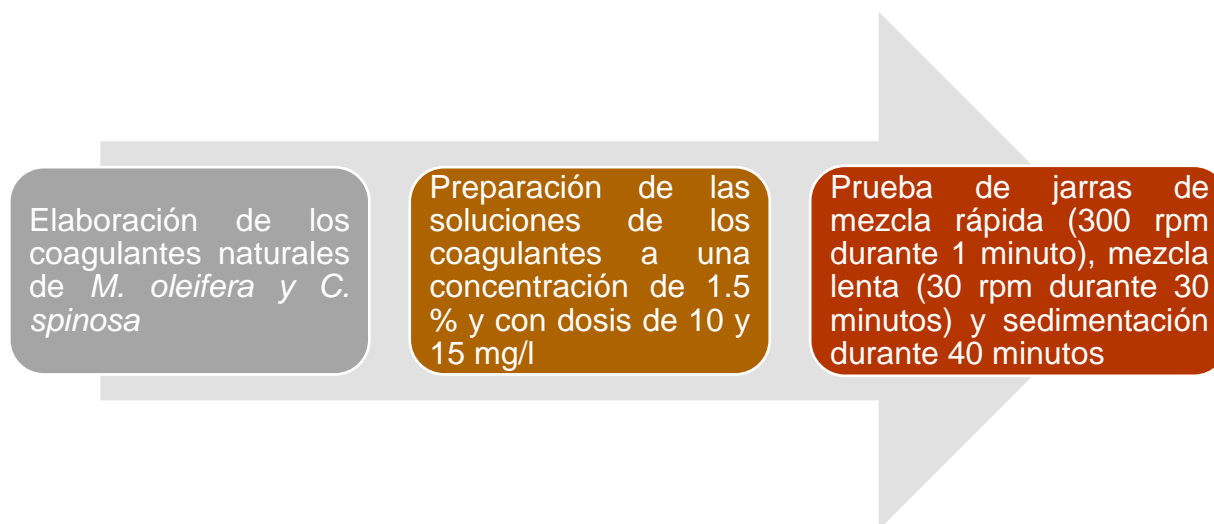 Elaboración de los
coagulantes naturales
de M. oleifera y C.
spinosa
Preparación de las
soluciones de los
coagulantes a una
concentración de 1.5
% y con dosis de 10 y
15 mg/l
Prueba de jarras de
mezcla rápida (300 rpm
durante 1 minuto), mezcla
lenta (30 rpm durante 30
minutos) y sedimentación
durante 40 minutos